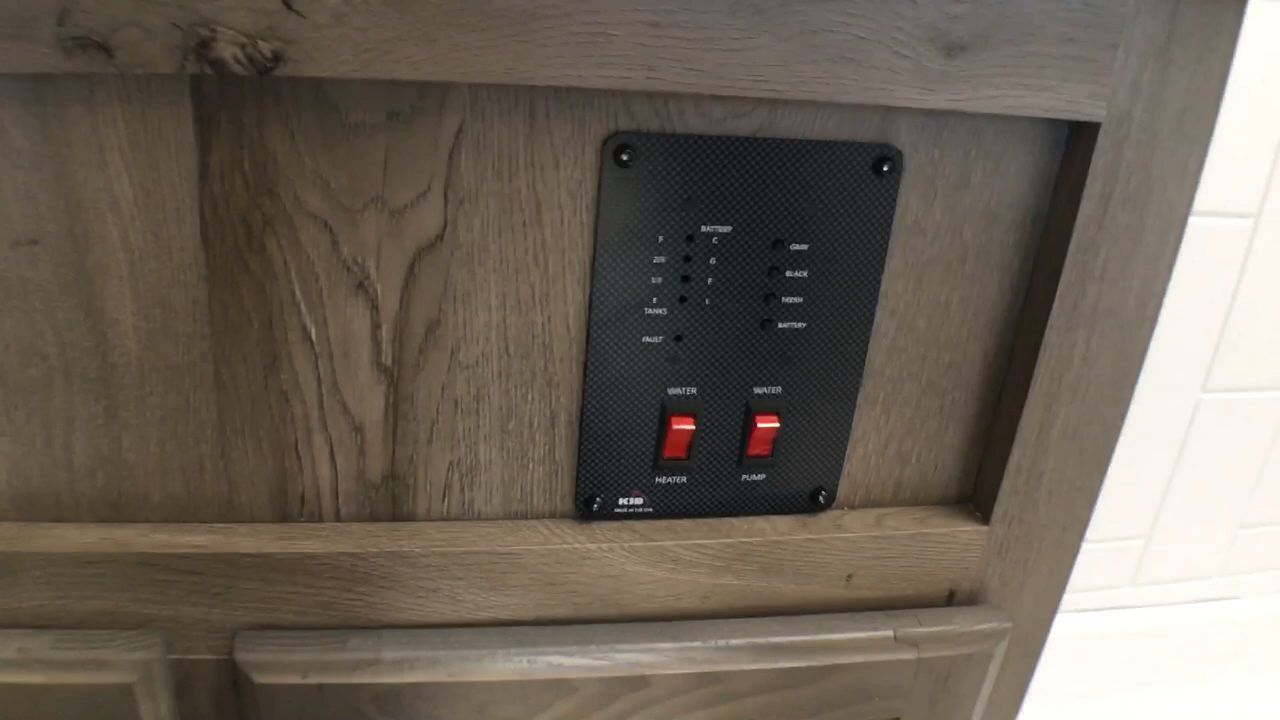 BATTERY
F C
2/3 G
1/3 F
E L
TANKS
FAULT
GRAY
BLACK
FRESH
BATTERY
WATER WATER
HEATER PUMP
KIB